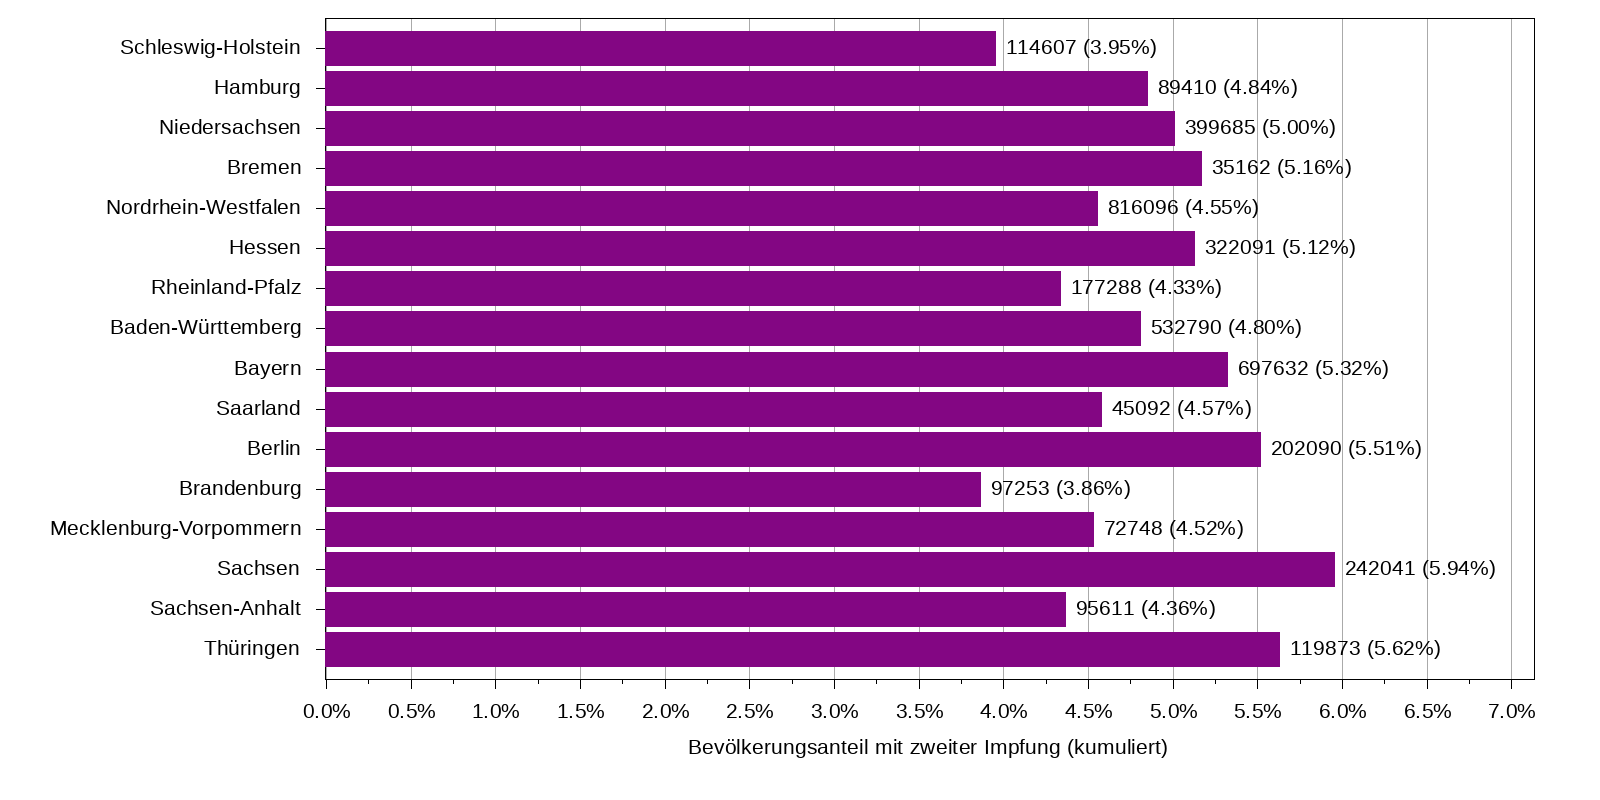 Schleswig-Holstein 114607 (3.95%)
Hamburg 89410 (4.84%)
Niedersachsen 399685 (5.00%)
Bremen 35162 (5.16%)
Nordrhein-Westfalen 816096 (4.55%)
Hessen 322091 (5.12%)
Rheinland-Pfalz 177288 (4.33%)
Baden-Württemberg 532790 (4.80%)
Bayern 697632 (5.32%)
Saarland 45092 (4.57%)
Berlin 202090 (5.51%)
Brandenburg 97253 (3.86%)
Mecklenburg-Vorpommern 72748 (4.52%)
Sachsen 242041 (5.94%)
Sachsen-Anhalt 95611 (4.36%)
Thüringen 119873 (5.62%)
0.0% 0.5% 1.0% 1.5% 2.0% 2.5% 3.0% 3.5% 4.0% 4.5% 5.0% 5.5% 6.0% 6.5% 7.0%
Bevölkerungsanteil mit zweiter Impfung (kumuliert)